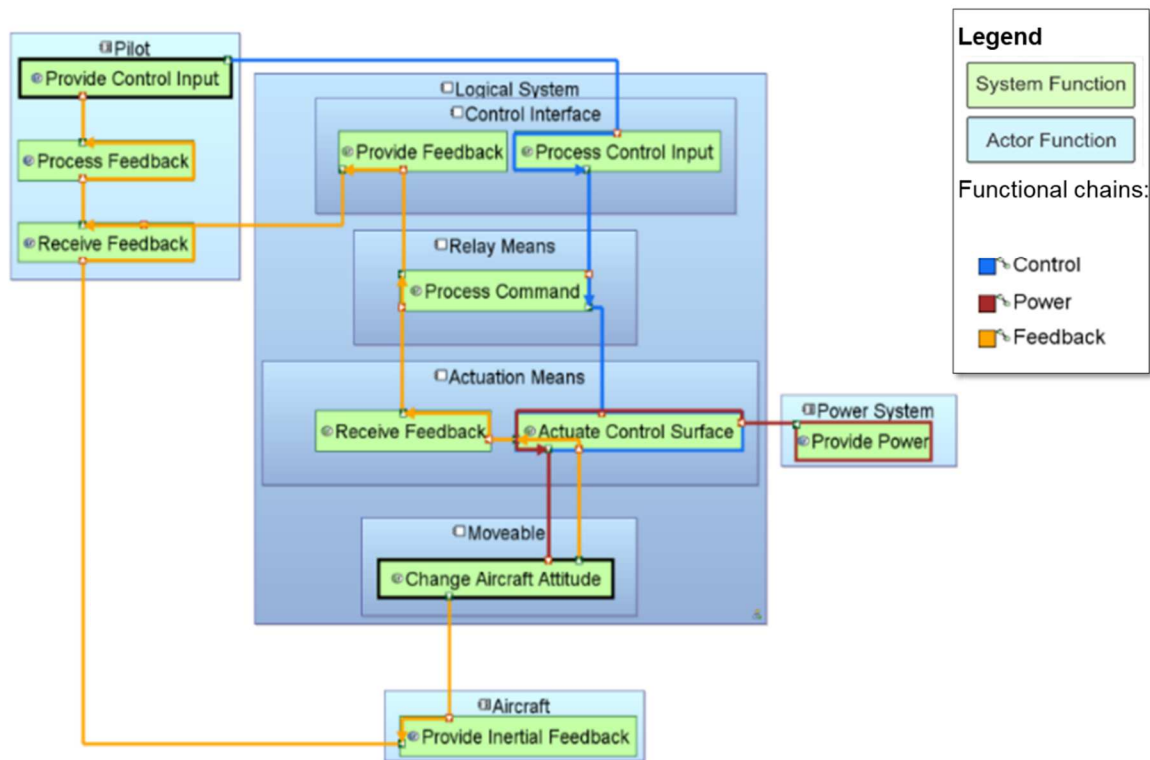 Pilot
Provide Control Input
Process Feedback
Receive Feedback
Logical System
Control Interface
Provide Feedback
Process Control Input
Relay Means
Process Command
Actuation Means
Receive Feedback
Actuate Control Surface
Power System
Provide Power
Moveable
Change Aircraft Attitude
Aircraft
Provide Inertial Feedback
Legend
System Function
Actor Function
Functional chains:
Control
Power
Feedback